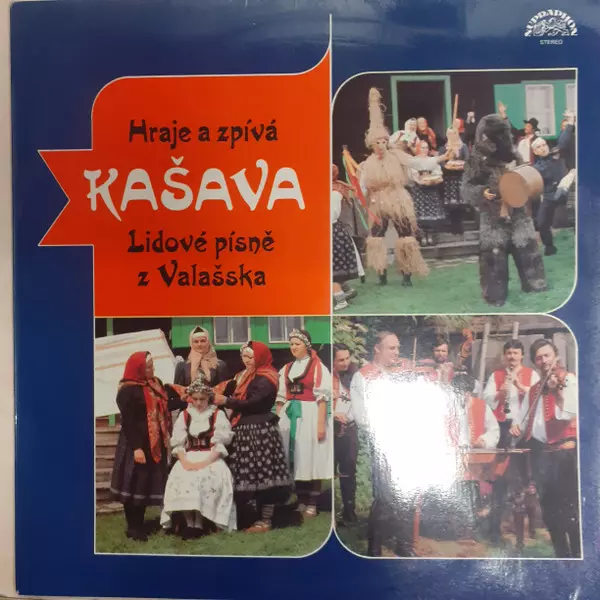 SUPRAPHON
STEREO
Hraje a zpívá
KAŠAVA
Lidové písně
z Valašska